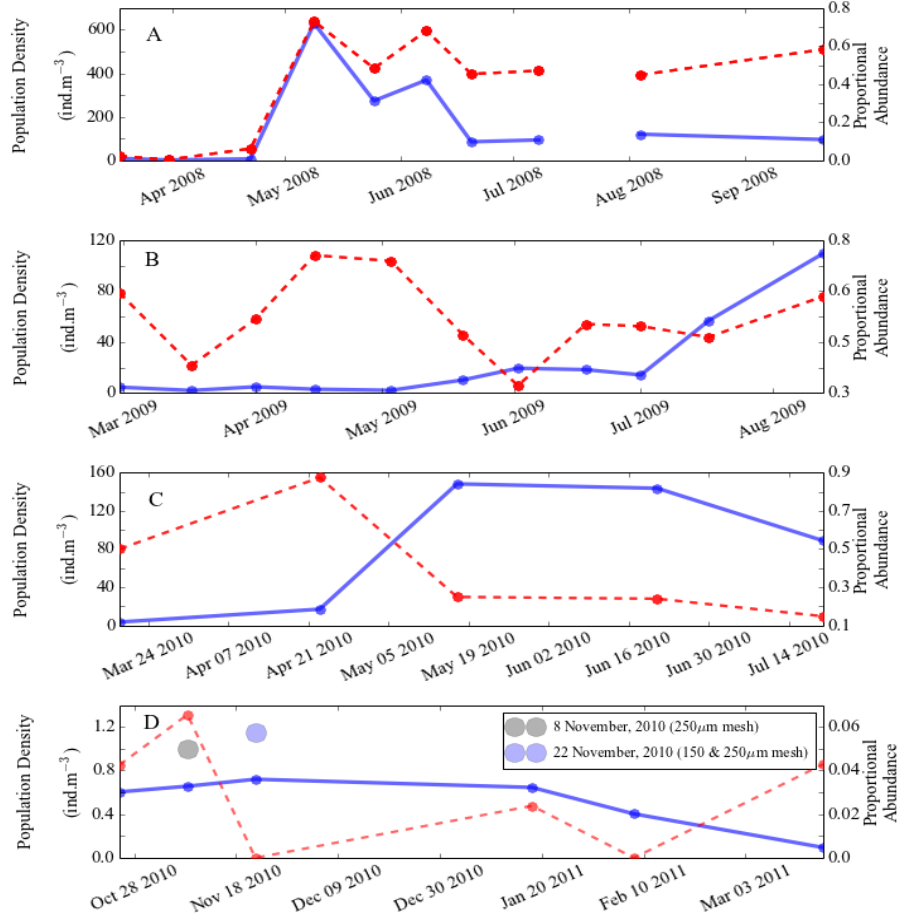 A
Population Density
(ind.m⁻³)
600
400
200
0
0.8
0.6
0.4
0.2
0.0
Proportional
Abundance
Apr 2008
May 2008
Jun 2008
Jul 2008
Aug 2008
Sep 2008
B
Population Density
(ind.m⁻³)
120
80
40
0
0.8
0.6
0.5
0.3
Proportional
Abundance
Mar 2009
Apr 2009
May 2009
Jun 2009
Jul 2009
Aug 2009
C
Population Density
(ind.m⁻³)
160
120
80
40
0
0.9
0.7
0.5
0.3
0.1
Proportional
Abundance
Mar 24 2010
Apr 07 2010
Apr 21 2010
May 05 2010
May 19 2010
Jun 02 2010
Jun 16 2010
Jun 30 2010
Jul 14 2010
D
Population Density
(ind.m⁻³)
1.2
0.8
0.4
0.0
8 November, 2010 (250μm mesh)
22 November, 2010 (150 & 250μm mesh)
0.06
0.04
0.02
0.00
Proportional
Abundance
Oct 28 2010
Nov 18 2010
Dec 09 2010
Dec 30 2010
Jan 20 2011
Feb 10 2011
Mar 03 2011